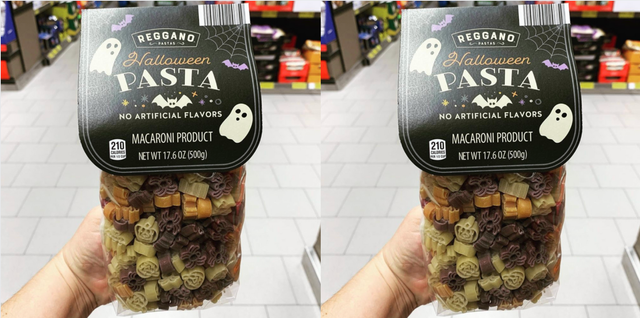 REGGANO
PASTAS
Halloween
PASTA
NO ARTIFICIAL FLAVORS
MACARONI PRODUCT
210
CALORIES
NET WT 17.6 OZ (500g)
REGGANO
PASTAS
Halloween
PASTA
NO ARTIFICIAL FLAVORS
MACARONI PRODUCT
210
CALORIES
NET WT 17.6 OZ (500g)